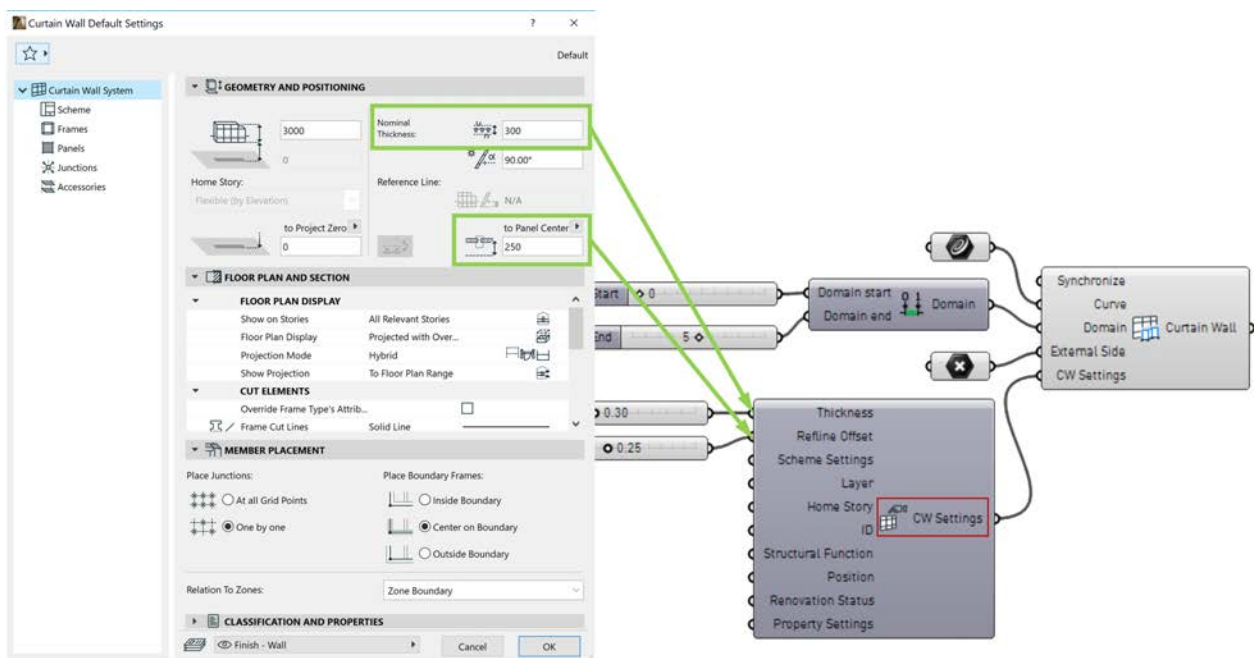 Curtain Wall Default Settings
?
×
Default
Curtain Wall System
Scheme
Frames
Panels
Junctions
Accessories
GEOMETRY AND POSITIONING
3000
0
Nominal
Thickness:
300
α
90.00°
Home Story:
Flexible (by Elevation)
Reference Line:
N/A
to Project Zero
0
to Panel Center
250
FLOOR PLAN AND SECTION
FLOOR PLAN DISPLAY
Show on Stories All Relevant Stories
Floor Plan Display Projected with Over...
Projection Mode Hybrid
Show Projection To Floor Plan Range
CUT ELEMENTS
Override Frame Type's Attrib...
Frame Cut Lines Solid Line
MEMBER PLACEMENT
Place Junctions:
At all Grid Points
One by one
Place Boundary Frames:
Inside Boundary
Center on Boundary
Outside Boundary
Relation To Zones: Zone Boundary
CLASSIFICATION AND PROPERTIES
Finish - Wall
Cancel
OK
Start 0
End 5
Domain start
Domain end
0 1
Domain
0.30
0.25
Thickness
Refline Offset
Scheme Settings
Layer
Home Story
ID
Structural Function
Position
Renovation Status
Property Settings
CW Settings
Synchronize
Curve
Domain
External Side
CW Settings
Curtain Wall